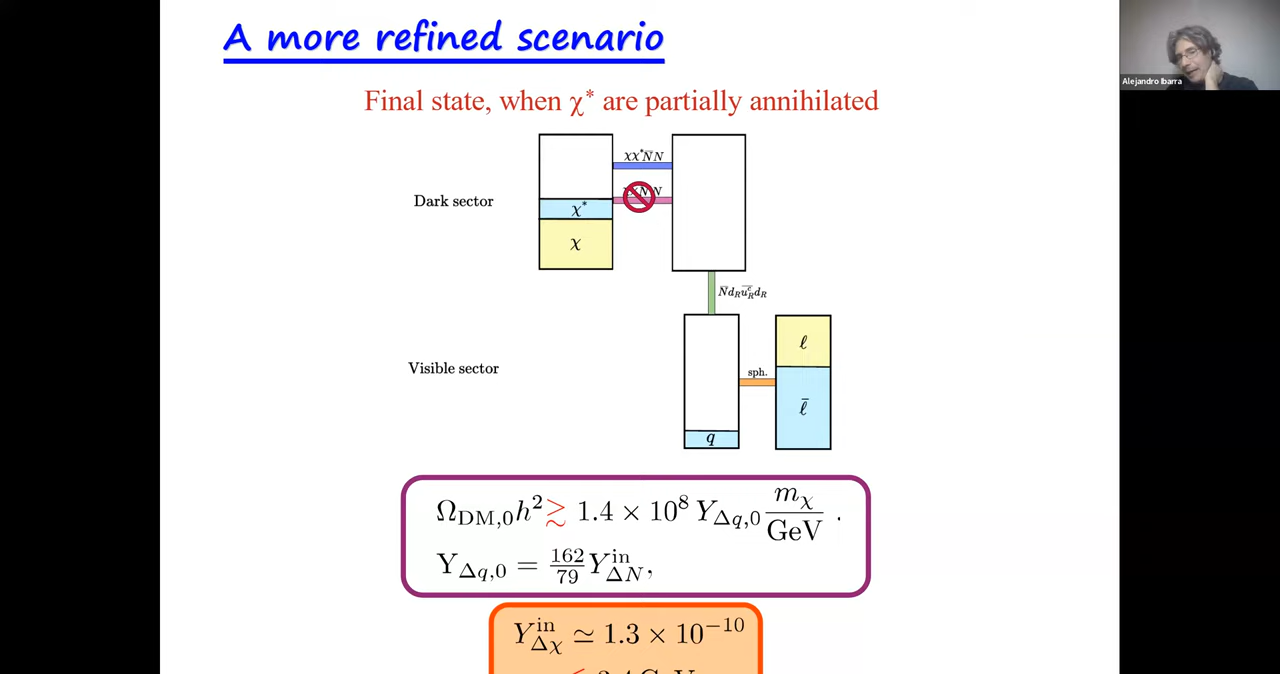 A more refined scenario
Alejandro Ibarra
Final state, when χ* are partially annihilated
χχ*N̅N
Dark sector
χ*
χ
N̅d_R u̅^c_R d_R
Visible sector
ℓ
sph.
ℓ̅
q
Ω_DM,0 h² ≳ 1.4 × 10⁸ Y_Δq,0 m_χ/GeV .
Y_Δq,0 = 162/79 Y^in_ΔN,
Y^in_Δχ ≃ 1.3 × 10⁻¹⁰